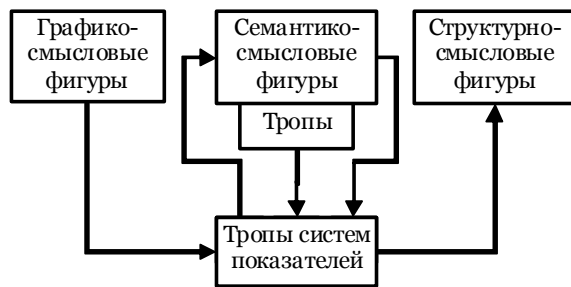 Графико-
смысловые
фигуры
Семантико-
смысловые
фигуры
Структурно-
смысловые
фигуры
Тропы
Тропы систем
показателей